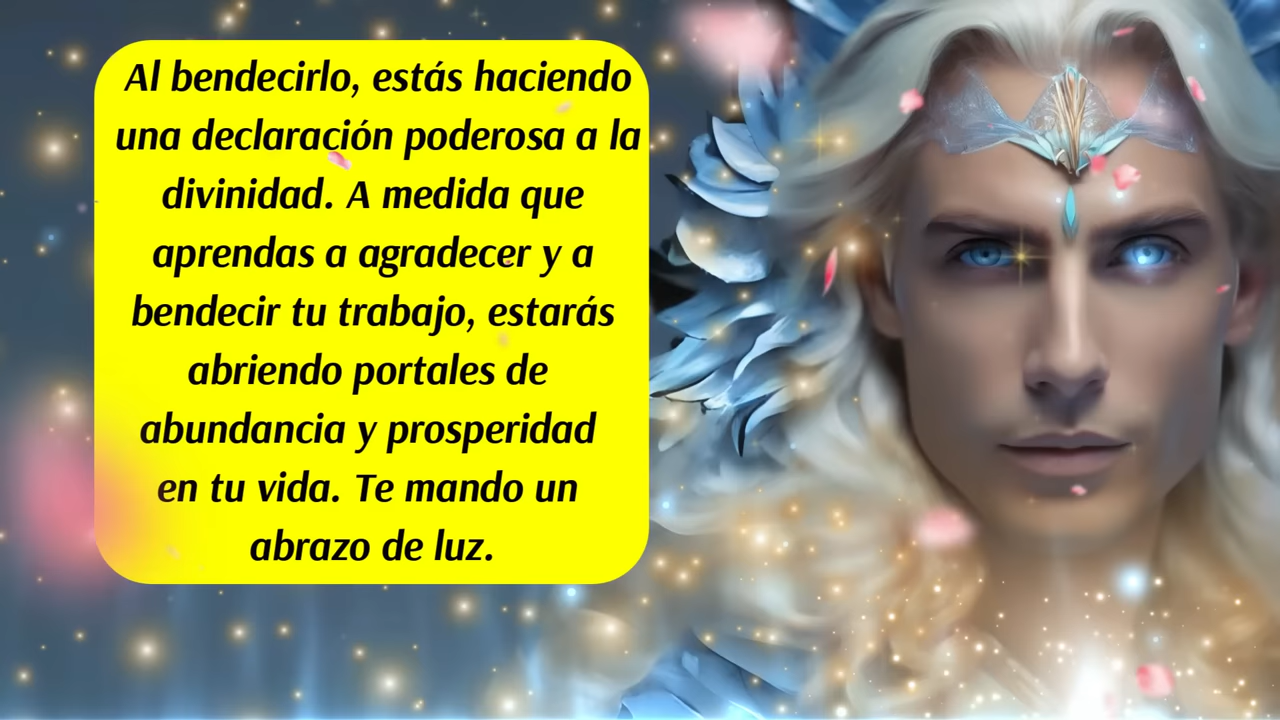 Al bendecirlo, estás haciendo
una declaración poderosa a la
divinidad. A medida que
aprendas a agradecer y a
bendecir tu trabajo, estarás
abriendo portales de
abundancia y prosperidad
en tu vida. Te mando un
abrazo de luz.